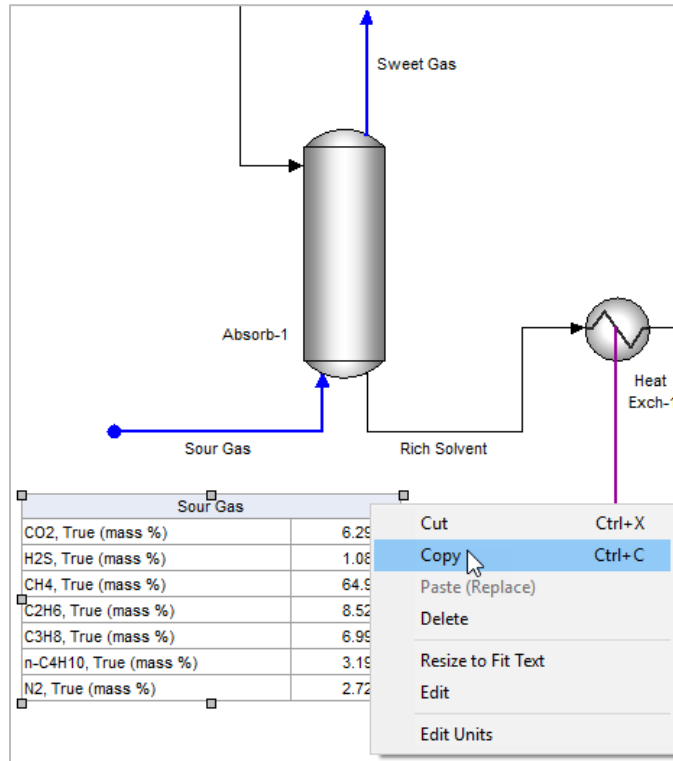 Sweet Gas
Absorb-1
Heat
Exch-1
Sour Gas
Rich Solvent
Sour Gas
CO2, True (mass %) 6.29
H2S, True (mass %) 1.08
CH4, True (mass %) 64.9
C2H6, True (mass %) 8.52
C3H8, True (mass %) 6.99
n-C4H10, True (mass %) 3.19
N2, True (mass %) 2.72
Cut Ctrl+X
Copy Ctrl+C
Paste (Replace)
Delete
Resize to Fit Text
Edit
Edit Units